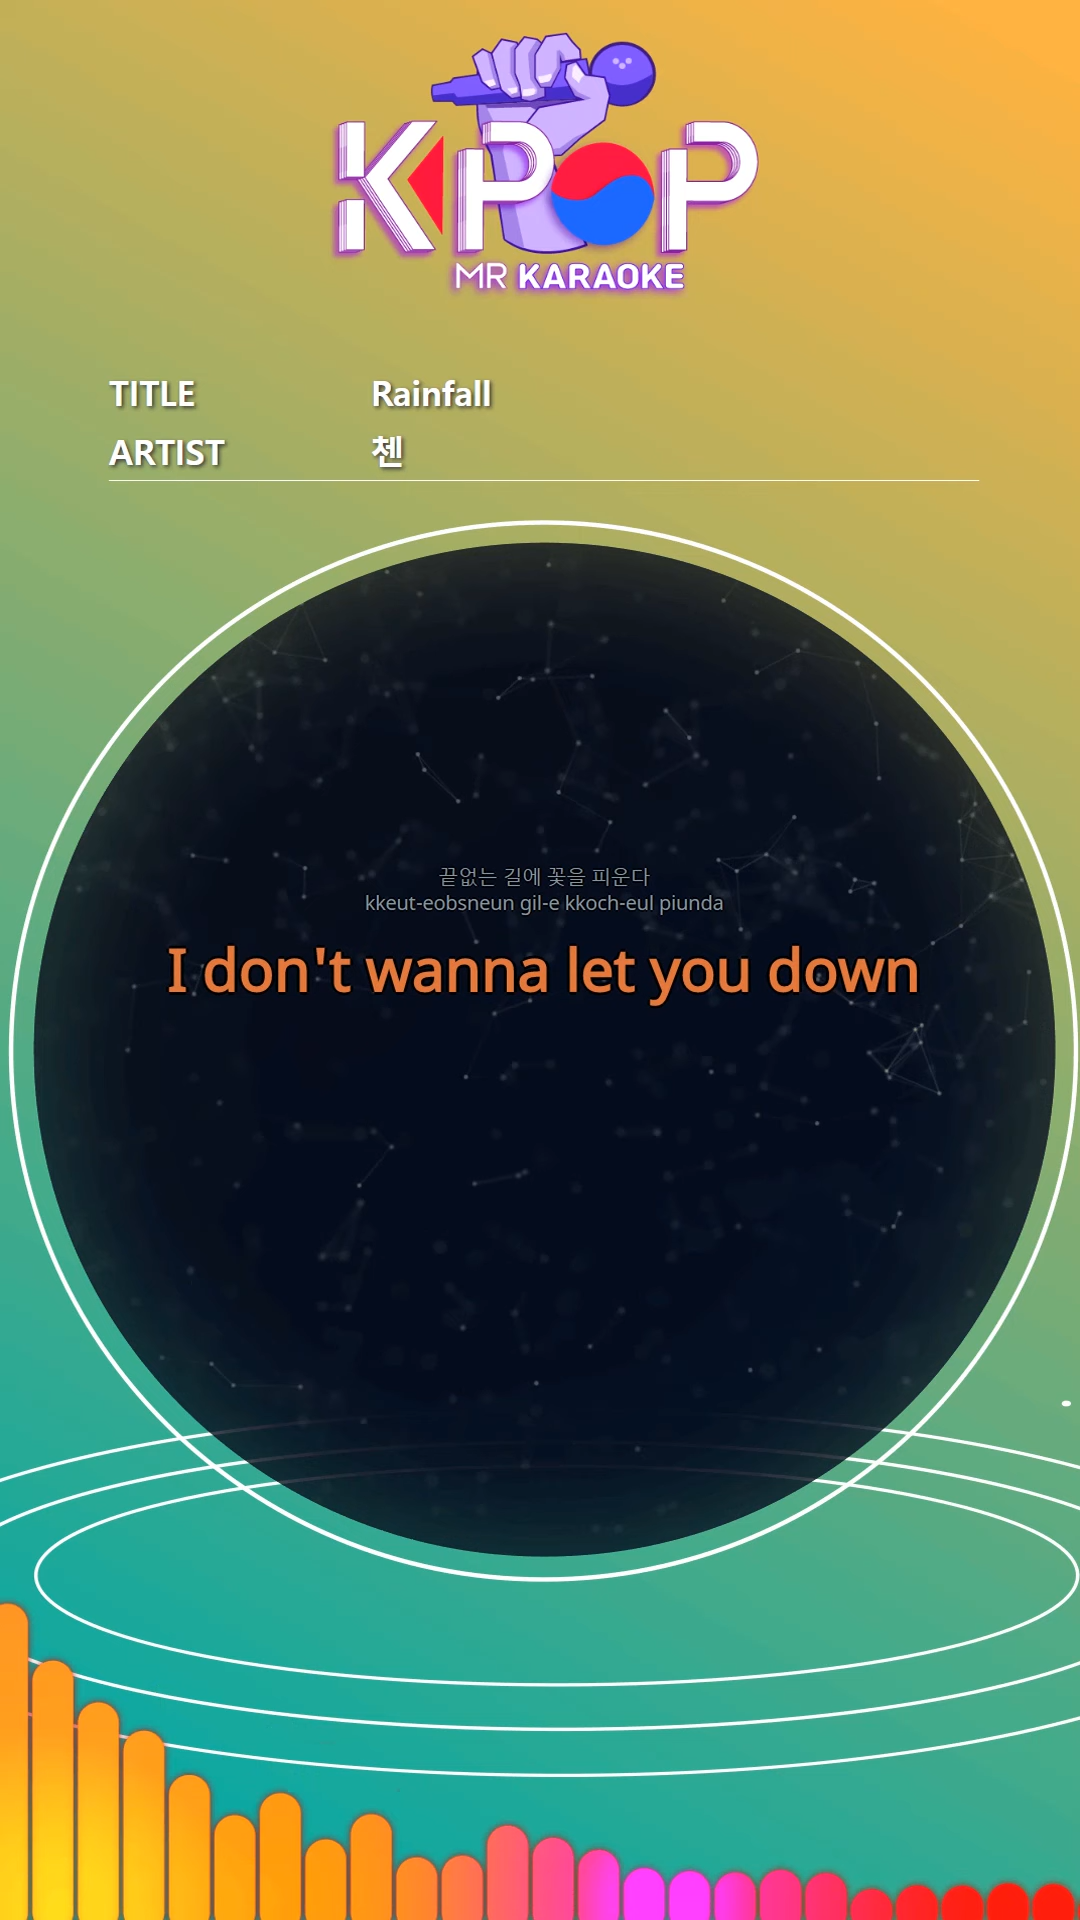 KPOP
MR KARAOKE
TITLE Rainfall
ARTIST 첸
끝없는 길에 꽃을 피운다
kkeut-eobsneun gil-e kkoch-eul piunda
I don't wanna let you down